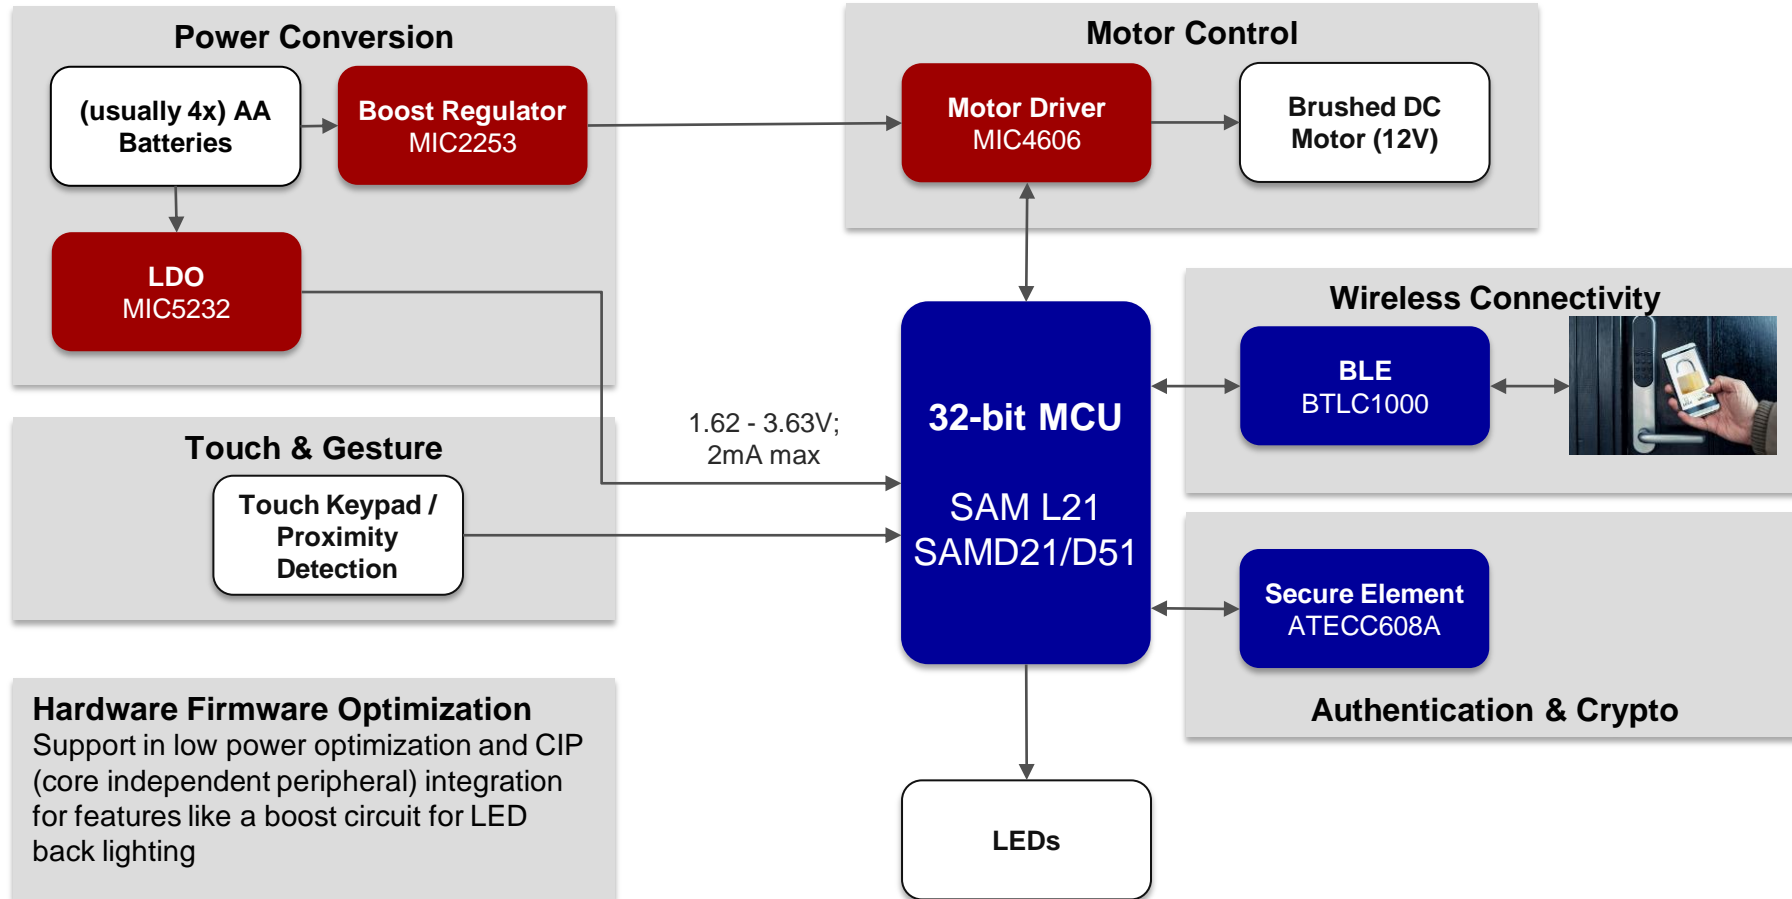 Power Conversion
(usually 4x) AA
Batteries
Boost Regulator
MIC2253
LDO
MIC5232
Motor Control
Motor Driver
MIC4606
Brushed DC
Motor (12V)
Touch & Gesture
Touch Keypad /
Proximity
Detection
1.62 - 3.63V;
2mA max
32-bit MCU
SAM L21
SAMD21/D51
Wireless Connectivity
BLE
BTLC1000
Secure Element
ATECC608A
Authentication & Crypto
Hardware Firmware Optimization
Support in low power optimization and CIP
(core independent peripheral) integration
for features like a boost circuit for LED
back lighting
LEDs